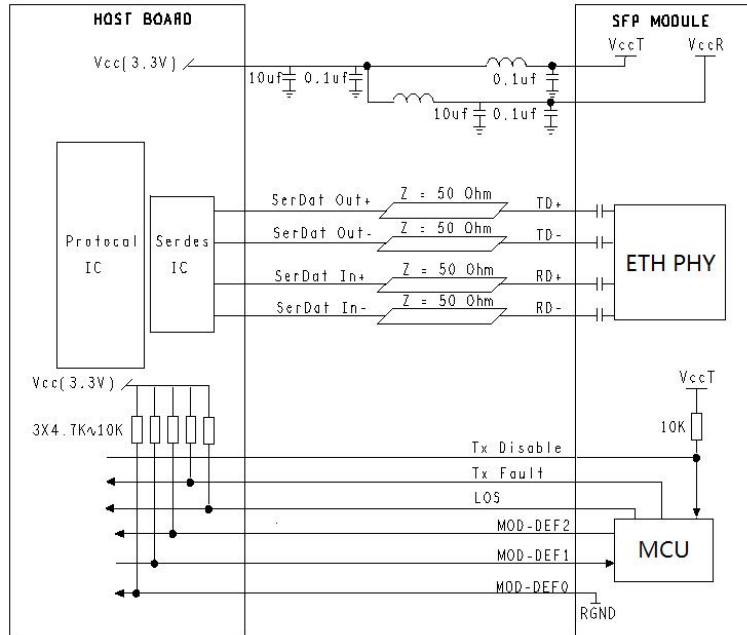 HOST BOARD
SFP MODULE
Vcc(3.3V)
VccT
VccR
10uf
0.1uf
0.1uf
10uf
0.1uf
SerDat Out+
Z = 50 Ohm
TD+
SerDat Out-
Z = 50 Ohm
TD-
SerDat In+
Z = 50 Ohm
RD+
SerDat In-
Z = 50 Ohm
RD-
Protocal
IC
Serdes
IC
ETH PHY
Vcc(3.3V)
VccT
3X4.7K~10K
10K
Tx Disable
Tx Fault
LOS
MOD-DEF2
MOD-DEF1
MOD-DEF0
MCU
RGND